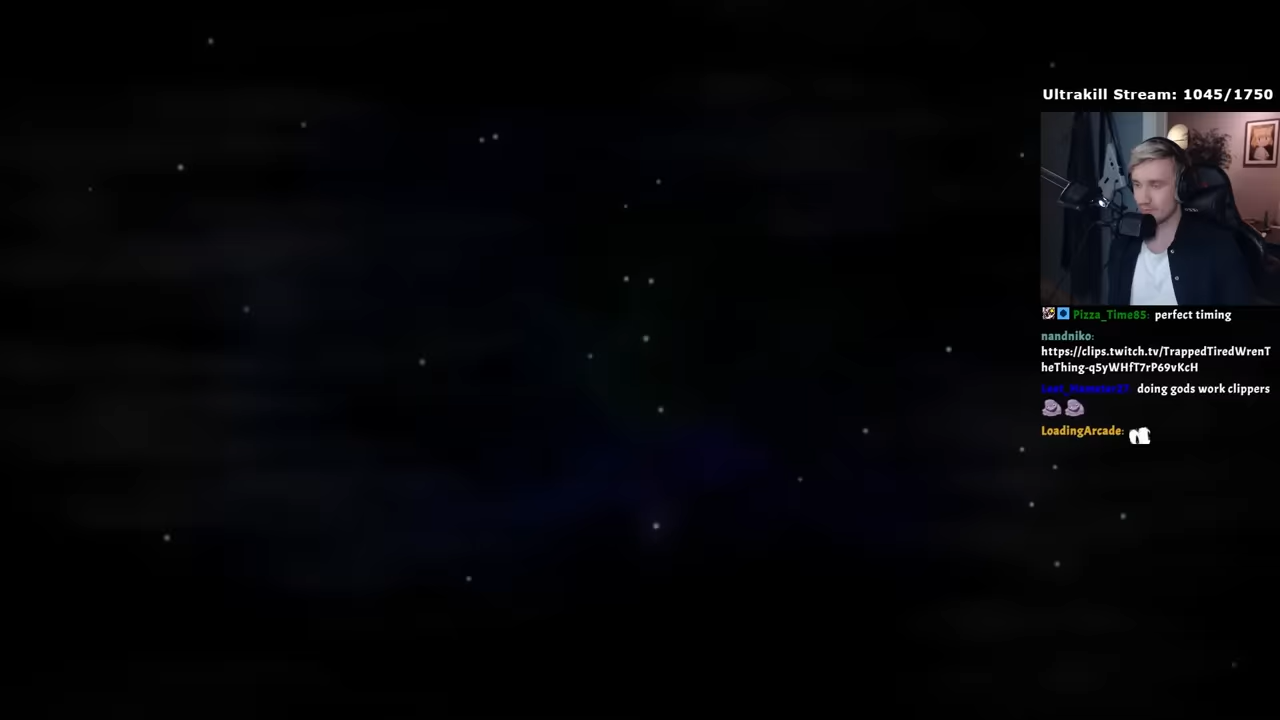 Ultrakill Stream: 1045/1750
Pizza_Time85: perfect timing
nandniko:
https://clips.twitch.tv/TrappedTiredWrenT
heThing-q5yWHfT7rP69vKcH
doing gods work clippers
LoadingArcade: